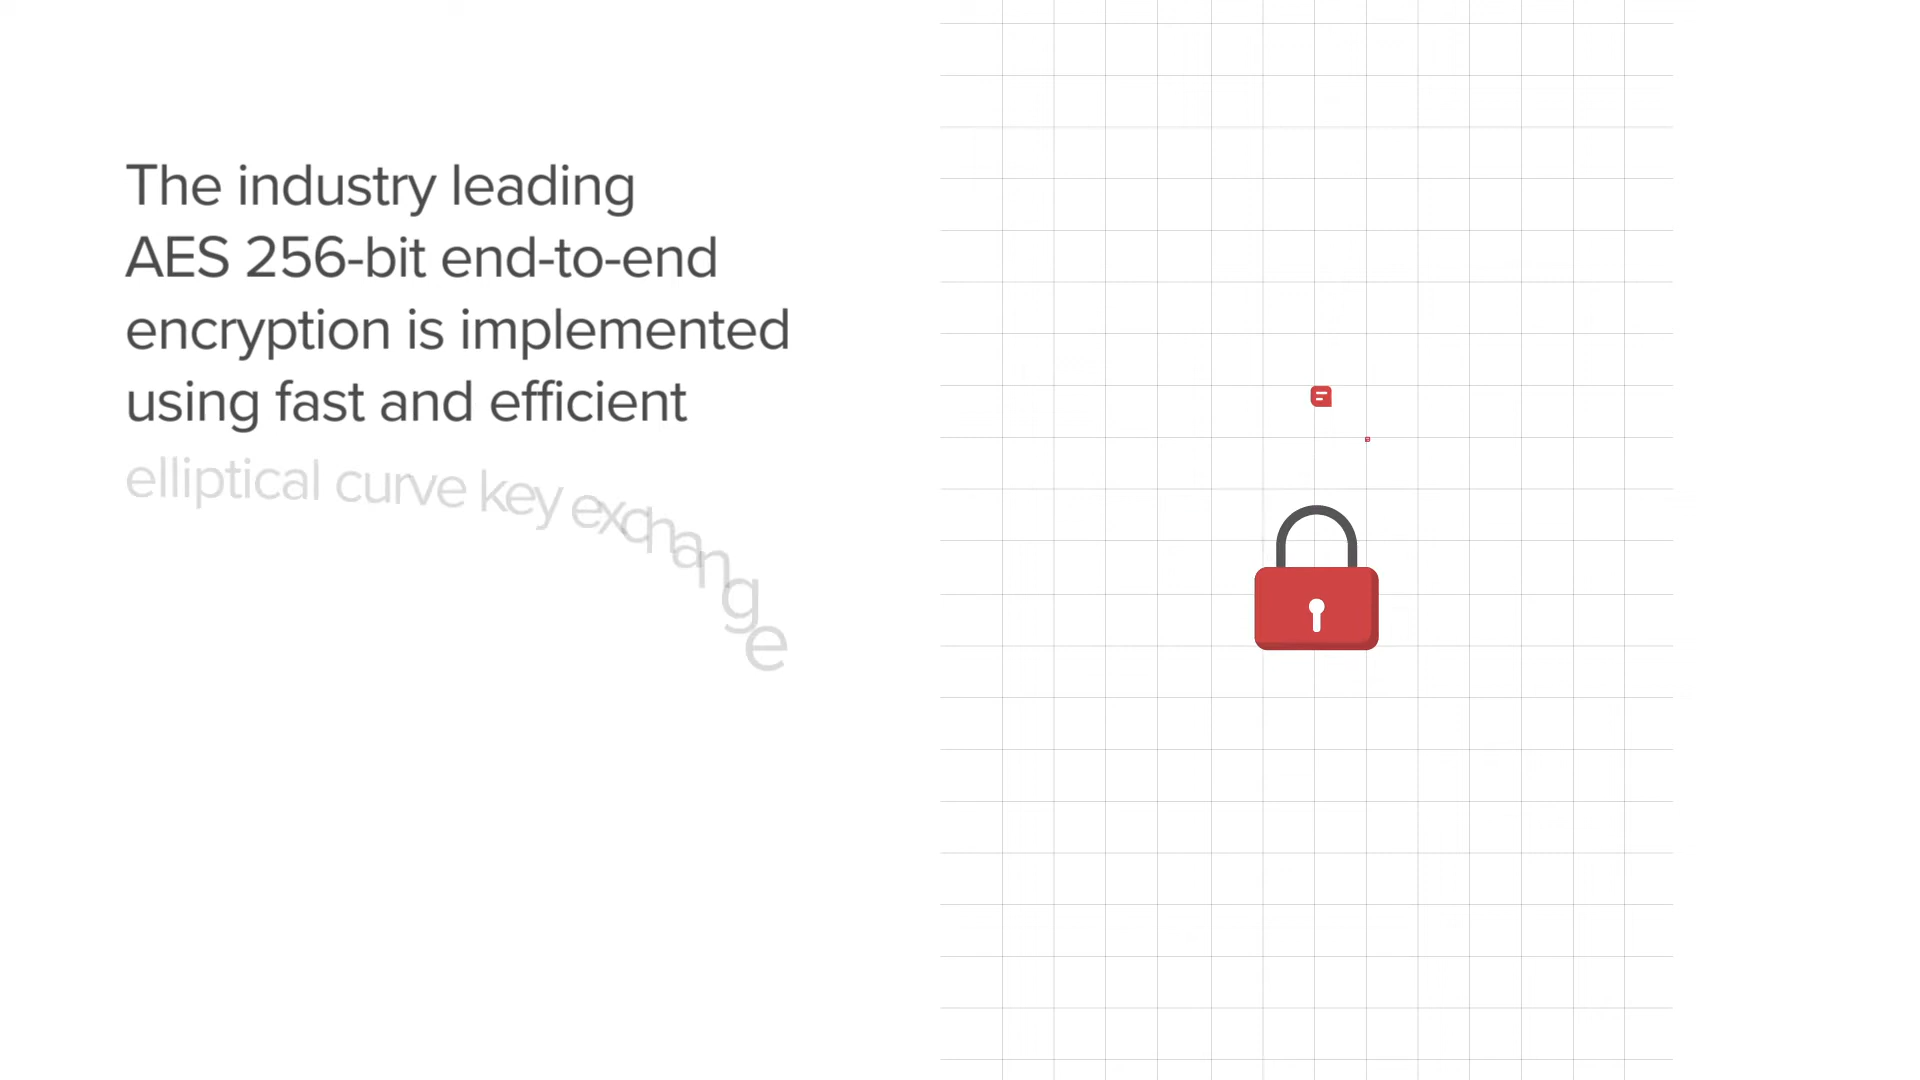 The industry leading
AES 256-bit end-to-end
encryption is implemented
using fast and efficient
elliptical curve key exchange